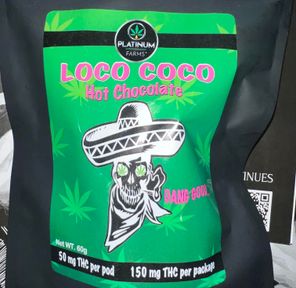 PLATINUM
FARMS
LOCO COCO
Hot Chocolate
Net WT. 60g
50 mg THC per pod 150 mg THC per package
TINUES